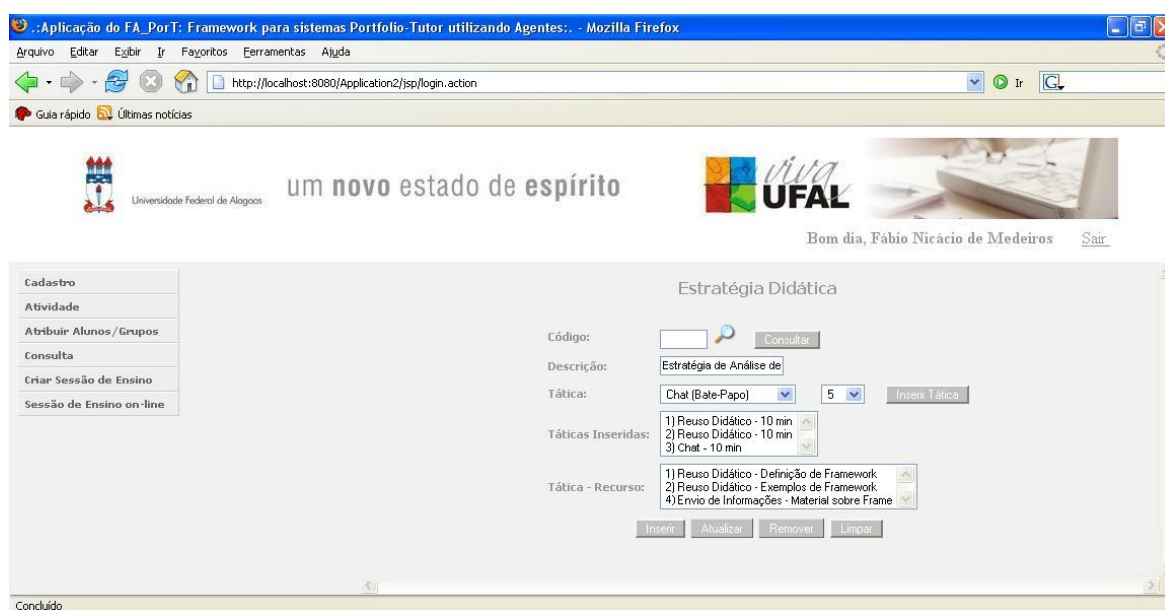 .:Aplicação do FA_PorT: Framework para sistemas Portfolio-Tutor utilizando Agentes:. - Mozilla Firefox
Arquivo Editar Exibir Ir Favoritos Ferramentas Ajuda
http://localhost:8080/Application2/jsp/login.action
Ir
G
Guia rápido Últimas notícias
Universidade Federal de Alagoas
um novo estado de espírito
viva
UFAL
Bom dia, Fábio Nicácio de Medeiros Sair
Cadastro
Atividade
Atribuir Alunos/Grupos
Consulta
Criar Sessão de Ensino
Sessão de Ensino on-line
Estratégia Didática
Código: Consultar
Descrição: Estratégia de Análise de
Tática: Chat (Bate-Papo) 5 Inserir Tática
Táticas Inseridas:
1) Reuso Didático - 10 min
2) Reuso Didático - 10 min
3) Chat - 10 min
Tática - Recurso:
1) Reuso Didático - Definição de Framework
2) Reuso Didático - Exemplos de Framework
4) Envio de Informações - Material sobre Frame
Inserir Atualizar Remover Limpar
Concluído